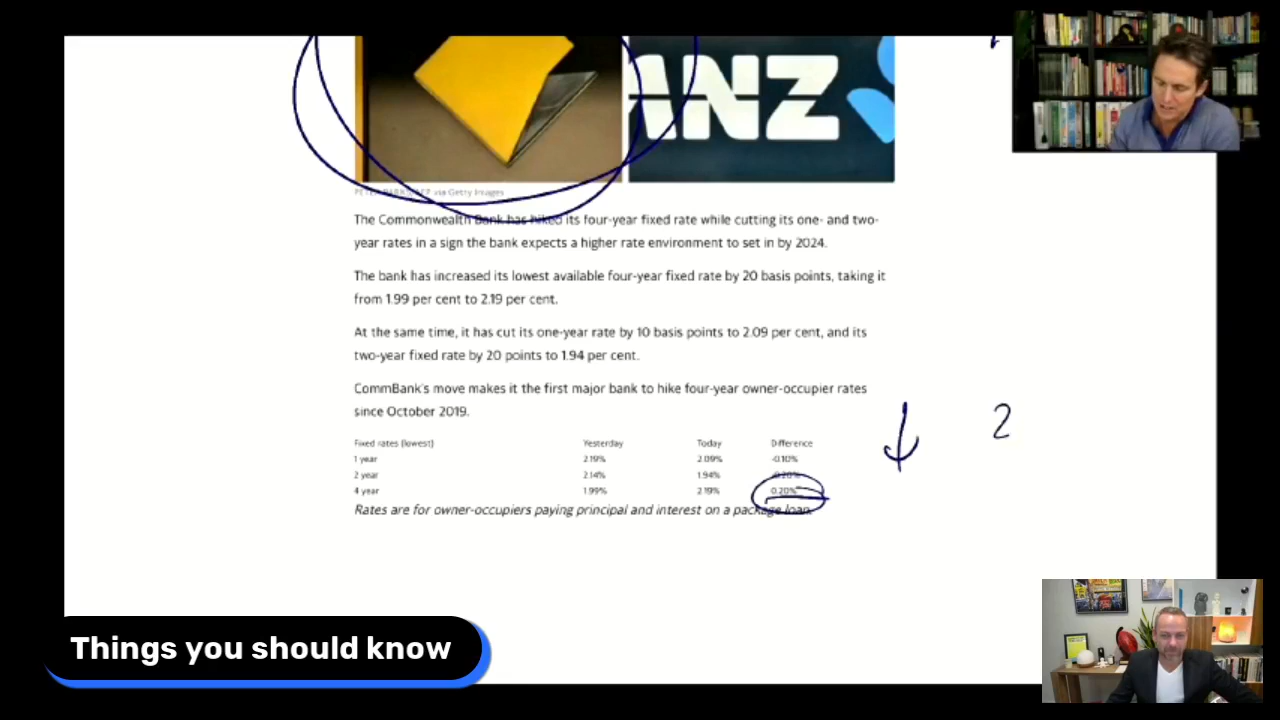 ANZ
via Getty Images
The Commonwealth Bank has hiked its four-year fixed rate while cutting its one- and two-
year rates in a sign the bank expects a higher rate environment to set in by 2024.
The bank has increased its lowest available four-year fixed rate by 20 basis points, taking it
from 1.99 per cent to 2.19 per cent.
At the same time, it has cut its one-year rate by 10 basis points to 2.09 per cent, and its
two-year fixed rate by 20 points to 1.94 per cent.
CommBank's move makes it the first major bank to hike four-year owner-occupier rates
since October 2019.
2
Fixed rates (lowest) Yesterday Today Difference
1 year 2.19% 2.09% -0.10%
2 year 2.14% 1.94% -0.20%
4 year 1.99% 2.19% 0.20%
Rates are for owner-occupiers paying principal and interest on a package loan.
Things you should know